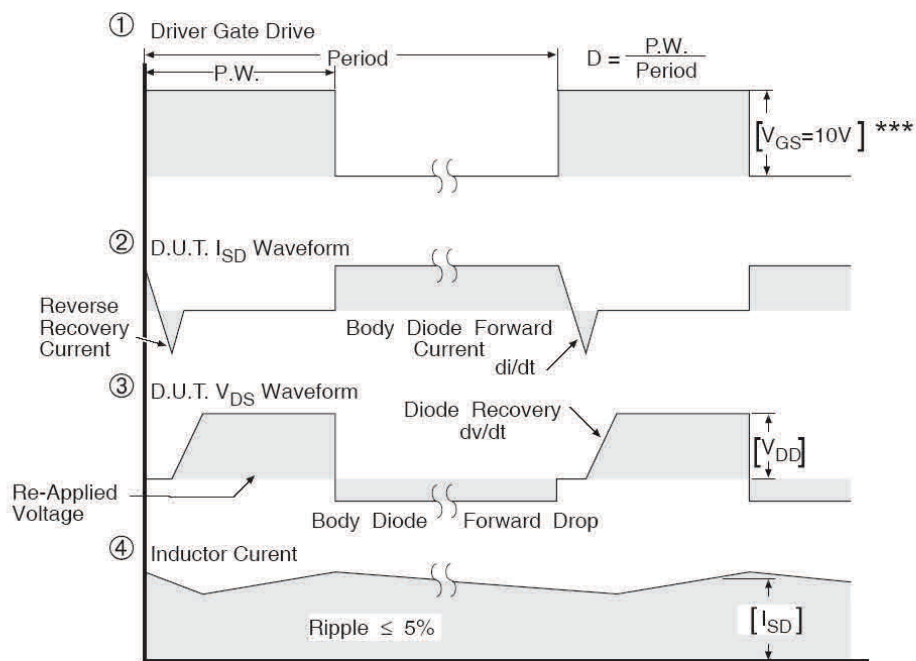 ① Driver Gate Drive
Period
P.W.
D = P.W.
Period
[VGS=10V] ***
② D.U.T. ISD Waveform
Reverse
Recovery
Current
Body Diode Forward
Current
di/dt
③ D.U.T. VDS Waveform
Diode Recovery
dv/dt
[VDD]
Re-Applied
Voltage
Body Diode Forward Drop
④ Inductor Curent
Ripple ≤ 5%
[ISD]